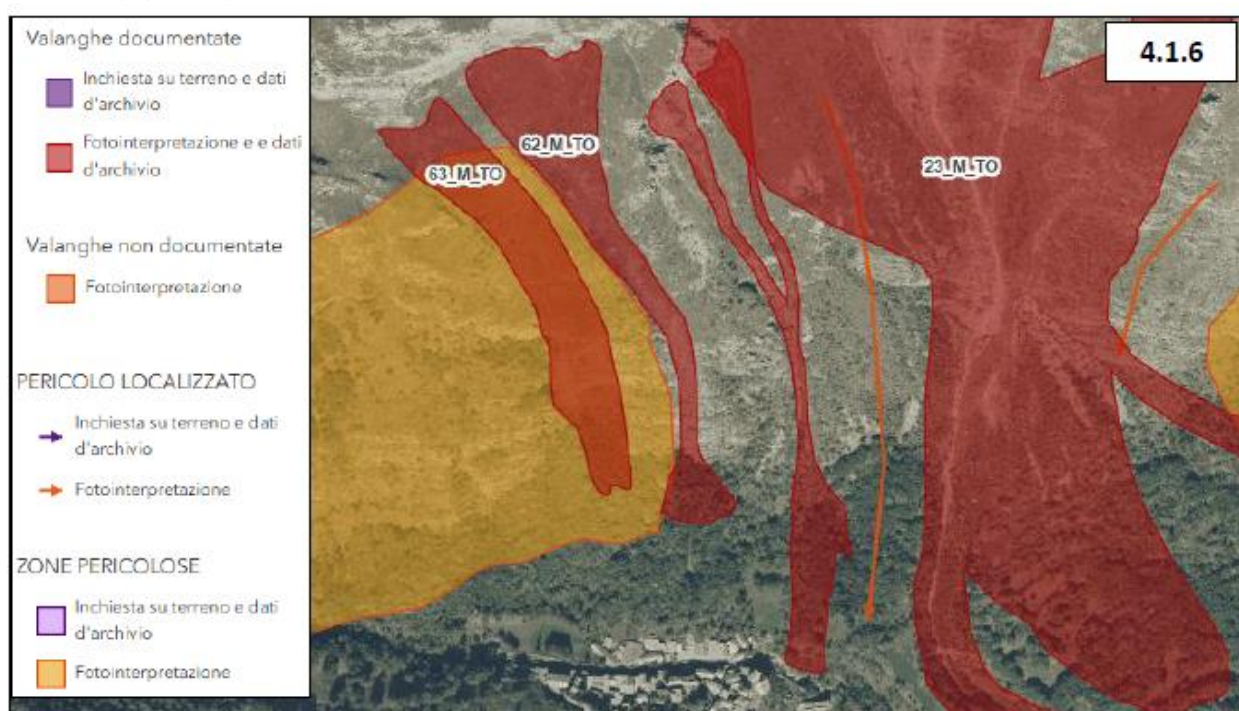 Valanghe documentate
Inchiesta su terreno e dati
d'archivio
Fotointerpretazione e e dati
d'archivio
Valanghe non documentate
Fotointerpretazione
PERICOLO LOCALIZZATO
Inchiesta su terreno e dati
d'archivio
Fotointerpretazione
ZONE PERICOLOSE
Inchiesta su terreno e dati
d'archivio
Fotointerpretazione
4.1.6
62_M_TO
63_M_TO
23_M_TO